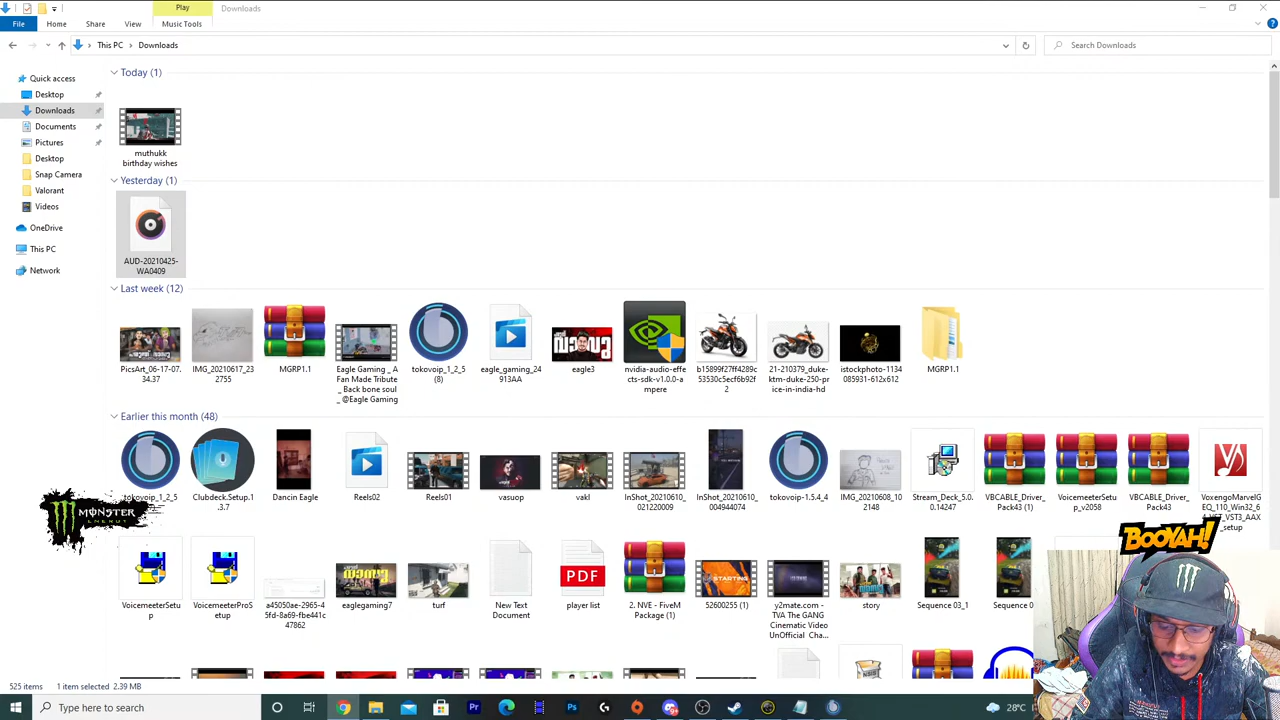 Play
Downloads
File
Home
Share
View
Music Tools
This PC
Downloads
Search Downloads
Quick access
Desktop
Downloads
Documents
Pictures
Desktop
Snap Camera
Valorant
Videos
OneDrive
This PC
Network
Today (1)
muthukk
birthday wishes
Yesterday (1)
AUD-20210425-
WA0409
Last week (12)
PicsArt_06-17-07.
34.37
IMG_20210617_23
2755
MGRP1.1
Eagle Gaming _ A
Fan Made Tribute
_ Back bone soul
_ @Eagle Gaming
tokovoip_1_2_5
(8)
eagle_gaming_24
913AA
eagle3
nvidia-audio-effe
cts-sdk-v1.0.0-a
mpere
b15899f27ff4289c
53530c5ecf6b92f
2
21-210379_duke-
ktm-duke-250-pr
ice-in-india-hd
istockphoto-1134
085931-612x612
MGRP1.1
Earlier this month (48)
tokovoip_1_2_5
Clubdeck.Setup.1
.3.7
Dancin Eagle
Reels02
Reels01
vasuop
vakl
InShot_20210610_
021220009
InShot_20210610_
004944074
tokovoip-1.5.4_4
IMG_20210608_10
2148
Stream_Deck_5.0.
0.14247
VBCABLE_Driver_
Pack43 (1)
VoicemeeterSetu
p_v2058
VBCABLE_Driver_
Pack43
VoxengoMarvelG
EQ_110_Win32_6
4_VST_VST3_AAX
_setup
MONSTER
ENERGY
BOOYAH!
PDF
VoicemeeterSetu
p
VoicemeeterProS
etup
a45050ae-2965-4
5fd-8a69-fbe441c
47862
eaglegaming7
turf
New Text
Document
player list
2. NVE - FiveM
Package (1)
STARTING
52600255 (1)
y2mate.com -
TVA The GANG
Cinematic Video
UnOfficial Cha...
story
Sequence 03_1
Sequence 0
525 items
1 item selected 2.39 MB
Type here to search
28°C